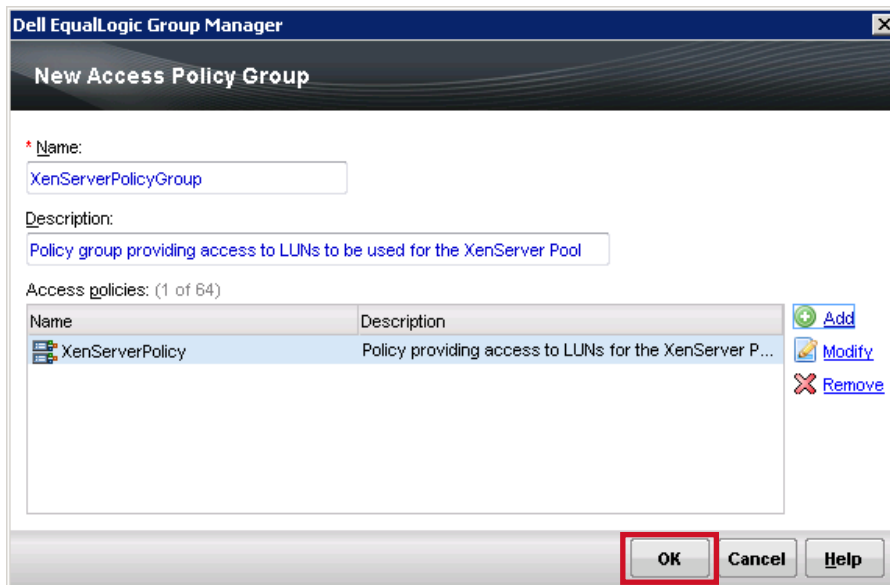 Dell EqualLogic Group Manager
New Access Policy Group
* Name:
XenServerPolicyGroup
Description:
Policy group providing access to LUNs to be used for the XenServer Pool
Access policies: (1 of 64)
Name Description
XenServerPolicy Policy providing access to LUNs for the XenServer P...
Add
Modify
Remove
OK Cancel Help